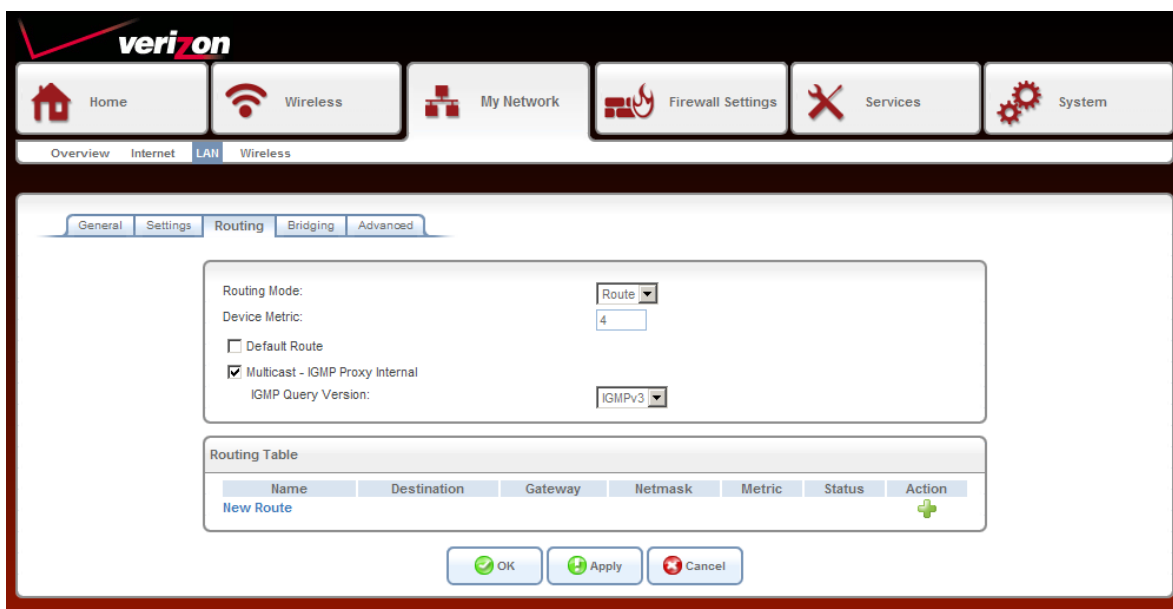 verizon
Home Wireless My Network Firewall Settings Services System
Overview Internet LAN Wireless
General Settings Routing Bridging Advanced
Routing Mode: Route
Device Metric: 4
Default Route
Multicast - IGMP Proxy Internal
IGMP Query Version: IGMPv3
Routing Table
Name Destination Gateway Netmask Metric Status Action
New Route
OK Apply Cancel